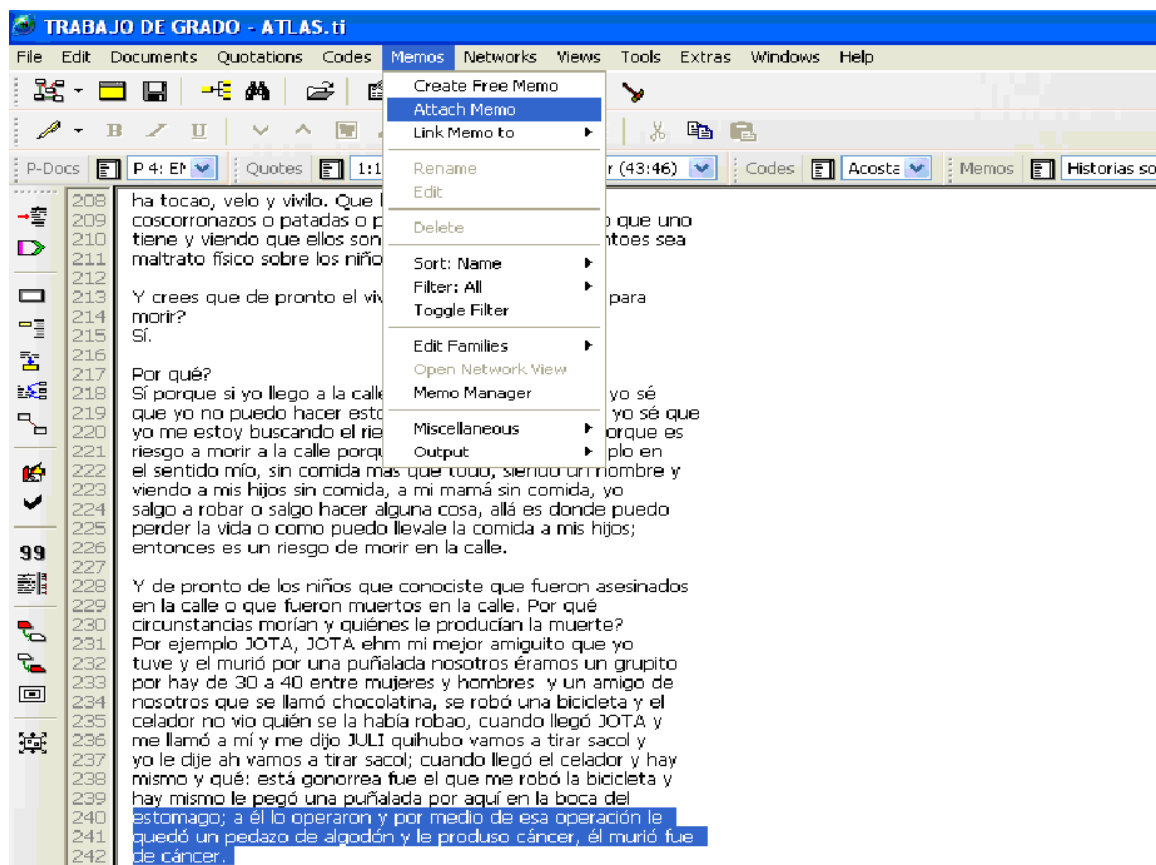 TRABAJO DE GRADO - ATLAS.ti
File Edit Documents Quotations Codes Memos Networks Views Tools Extras Windows Help
Create Free Memo
Attach Memo
B I U
Link Memo to
P-Docs P 4: EN Quotes 1:1 r (43:46) Codes Acosta Memos Historias so
Rename
Edit
Delete
Sort: Name
Filter: All
Toggle Filter
Edit Families
Open Network View
Memo Manager
Miscellaneous
Output
99
208 ha tocao, velo y vivilo. Que
209 coscorronazos o patadas o p o que uno
210 tiene y viendo que ellos son ntoes sea
211 maltrato físico sobre los niño
212
213 Y crees que de pronto el viv para
214 morir?
215 Sí.
216
217 Por qué?
218 Sí porque si yo llego a la calle yo sé
219 que yo no puedo hacer esto yo sé que
220 yo me estoy buscando el rie orque es
221 riesgo a morir a la calle porqu plo en
222 el sentido mío, sin comida más que todo, siendo un hombre y
223 viendo a mis hijos sin comida, a mi mamá sin comida, yo
224 salgo a robar o salgo hacer alguna cosa, allá es donde puedo
225 perder la vida o como puedo llevale la comida a mis hijos;
226 entonces es un riesgo de morir en la calle.
227
228 Y de pronto de los niños que conociste que fueron asesinados
229 en la calle o que fueron muertos en la calle. Por qué
230 circunstancias morían y quiénes le producían la muerte?
231 Por ejemplo JOTA, JOTA ehm mi mejor amiguito que yo
232 tuve y el murió por una puñalada nosotros éramos un grupito
233 por hay de 30 a 40 entre mujeres y hombres y un amigo de
234 nosotros que se llamó chocolatina, se robó una bicicleta y el
235 celador no vio quién se la había robao, cuando llegó JOTA y
236 me llamó a mí y me dijo JULI quihubo vamos a tirar sacol y
237 yo le dije ah vamos a tirar sacol; cuando llegó el celador y hay
238 mismo y qué: está gonorrea fue el que me robó la bicicleta y
239 hay mismo le pegó una puñalada por aquí en la boca del
240 estomago; a él lo operaron y por medio de esa operación le
241 quedó un pedazo de algodón y le produso cáncer, él murió fue
242 de cáncer.